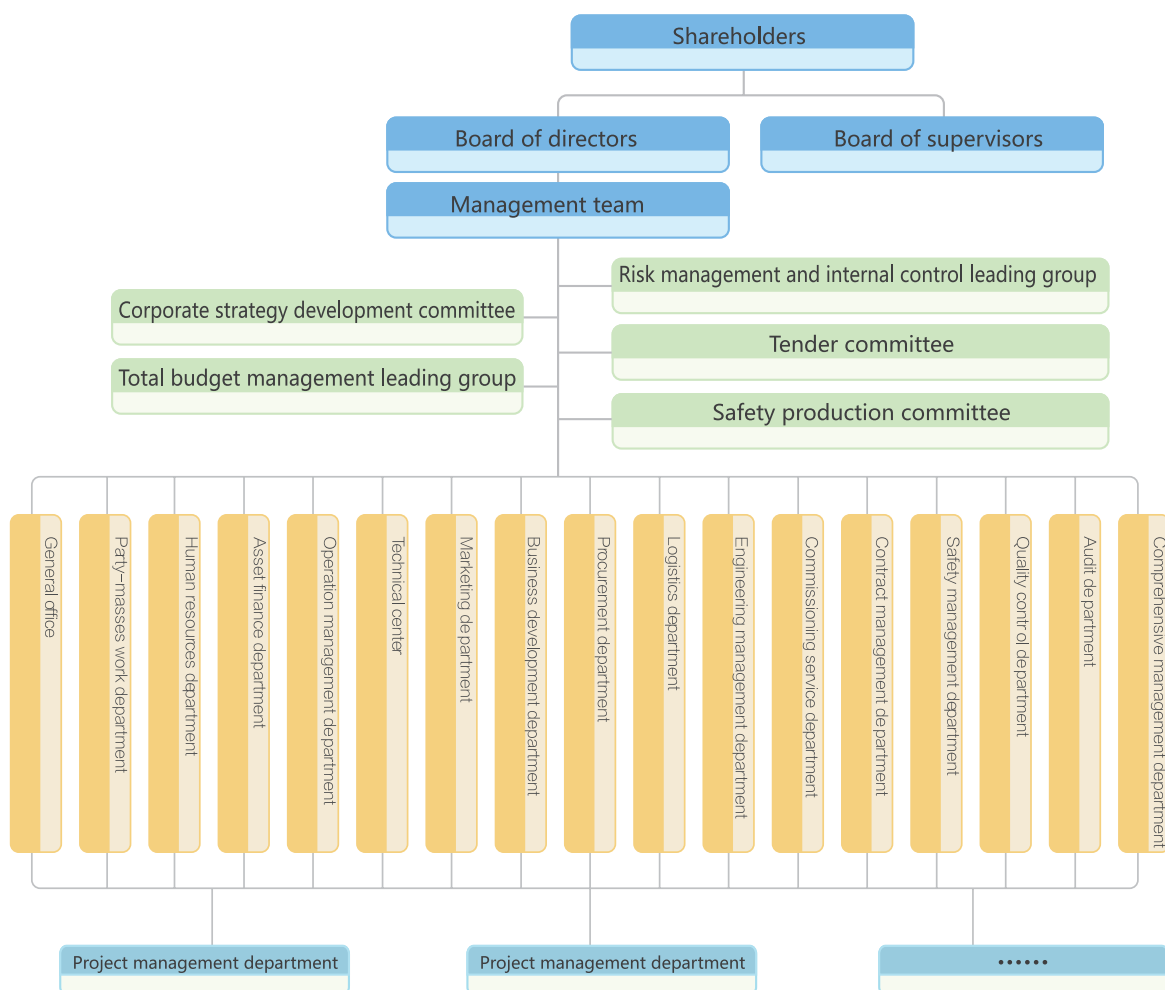 Shareholders
Board of directors
Board of supervisors
Management team
Risk management and internal control leading group
Corporate strategy development committee
Tender committee
Total budget management leading group
Safety production committee
General office
Party-masses work department
Human resources department
Asset finance department
Operation management department
Technical center
Marketing department
Business development department
Procurement department
Logistics department
Engineering management department
Commissioning service department
Contract management department
Safety management department
Quality control department
Audit department
Comprehensive management department
Project management department
Project management department
••••••